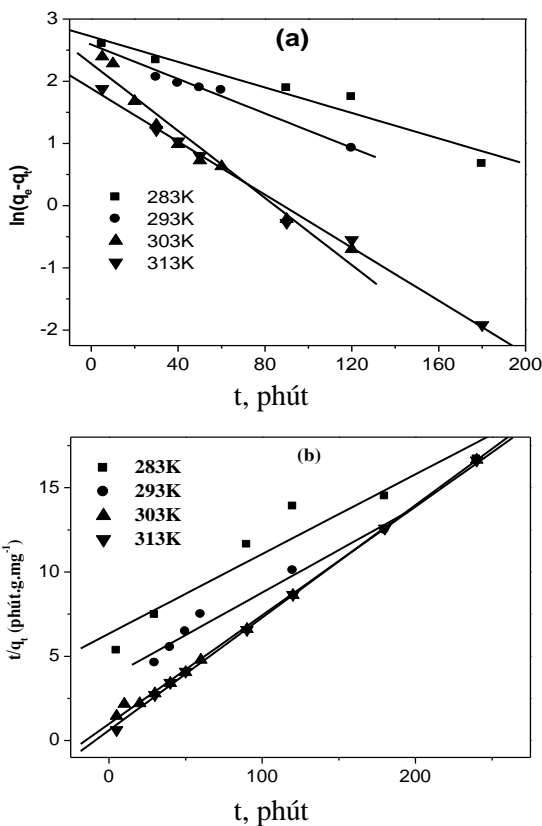 (a)
ln(qe-qt)
3
2
1
0
-1
-2
283K
293K
303K
313K
0 40 80 120 160 200
t, phút
(b)
t/qt (phút.g.mg-1)
15
10
5
0
283K
293K
303K
313K
0 100 200
t, phút